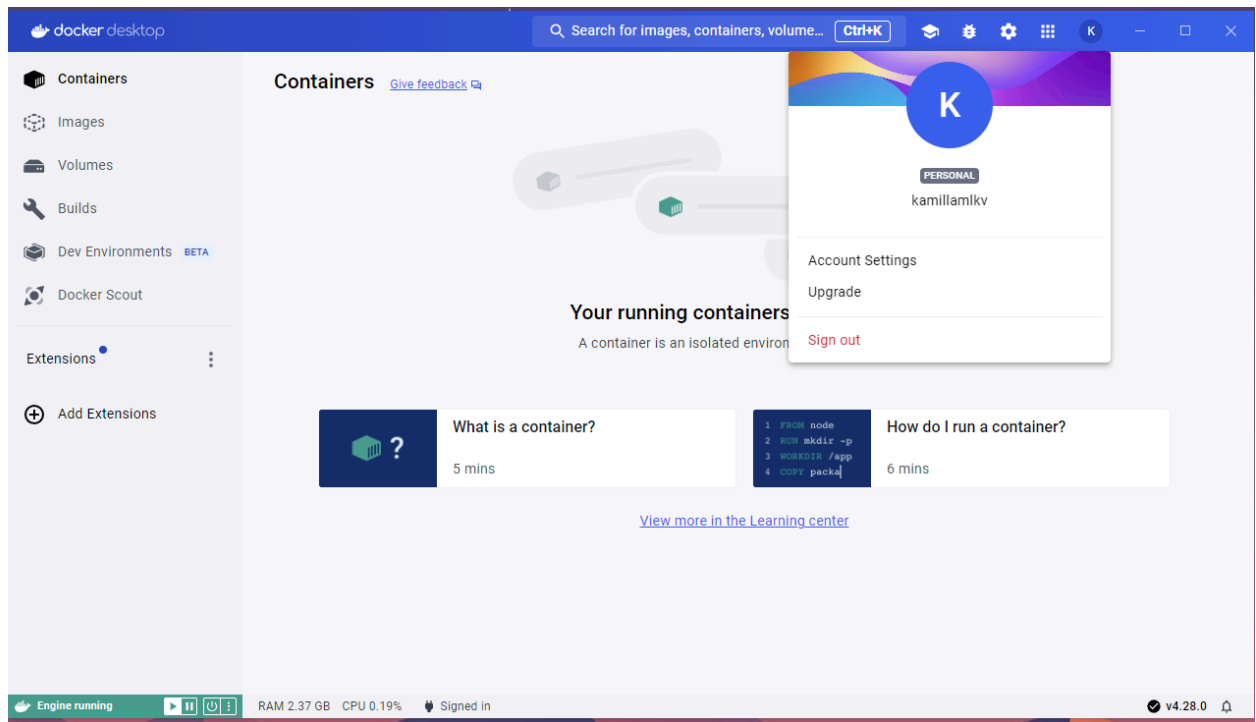 docker desktop
Search for images, containers, volume... Ctrl+K
K
Containers
Images
Volumes
Builds
Dev Environments BETA
Docker Scout
Extensions
Add Extensions
Containers Give feedback
Your running containers
A container is an isolated environ
K
PERSONAL
kamillamlkv
Account Settings
Upgrade
Sign out
?
What is a container?
5 mins
1 FROM node
2 RUN mkdir -p
3 WORKDIR /app
4 COPY packa
How do I run a container?
6 mins
View more in the Learning center
Engine running
RAM 2.37 GB CPU 0.19% Signed in
v4.28.0